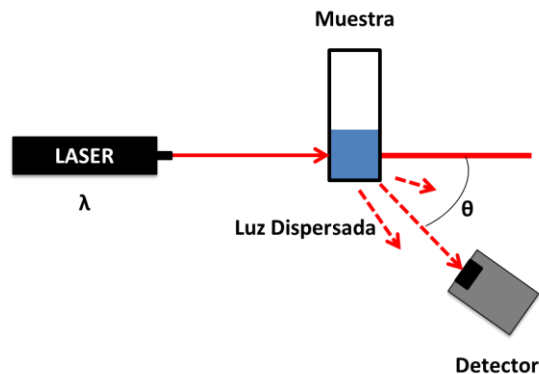 Muestra
LASER
λ
θ
Luz Dispersada
Detector